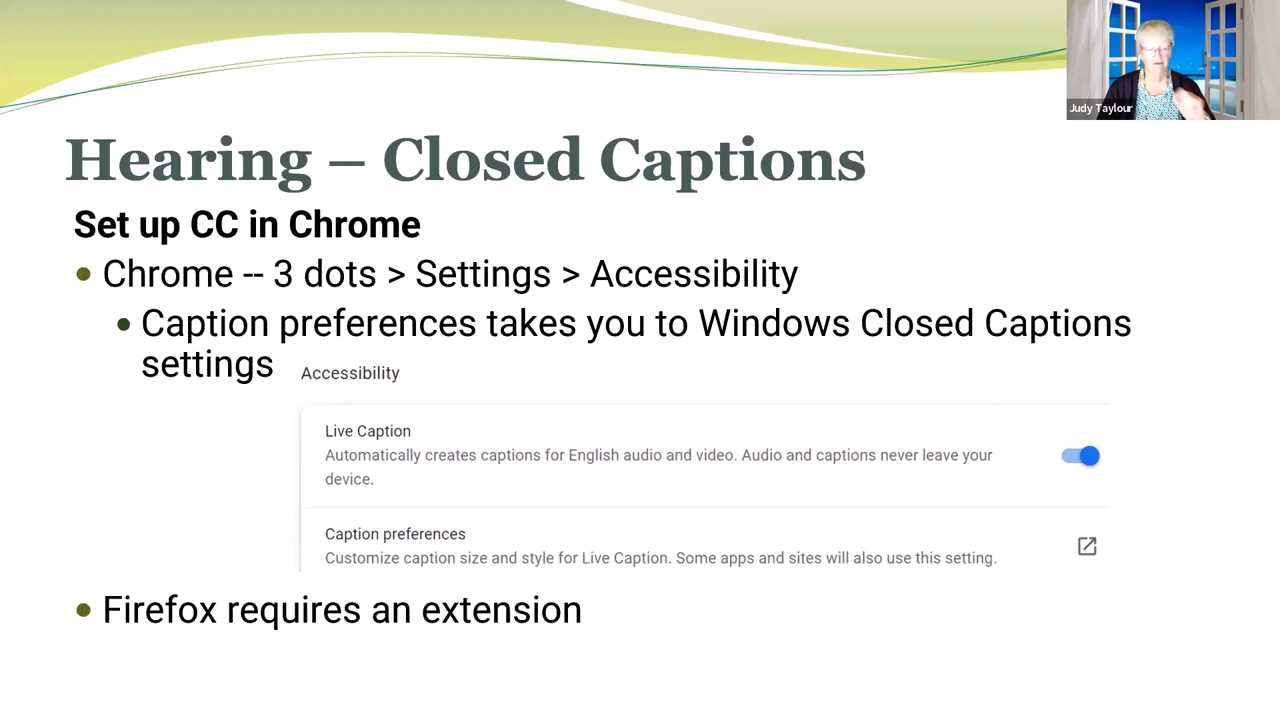 Judy Taylour
Hearing – Closed Captions
Set up CC in Chrome
• Chrome -- 3 dots > Settings > Accessibility
• Caption preferences takes you to Windows Closed Captions
settings
Accessibility
Live Caption
Automatically creates captions for English audio and video. Audio and captions never leave your
device.
Caption preferences
Customize caption size and style for Live Caption. Some apps and sites will also use this setting.
• Firefox requires an extension